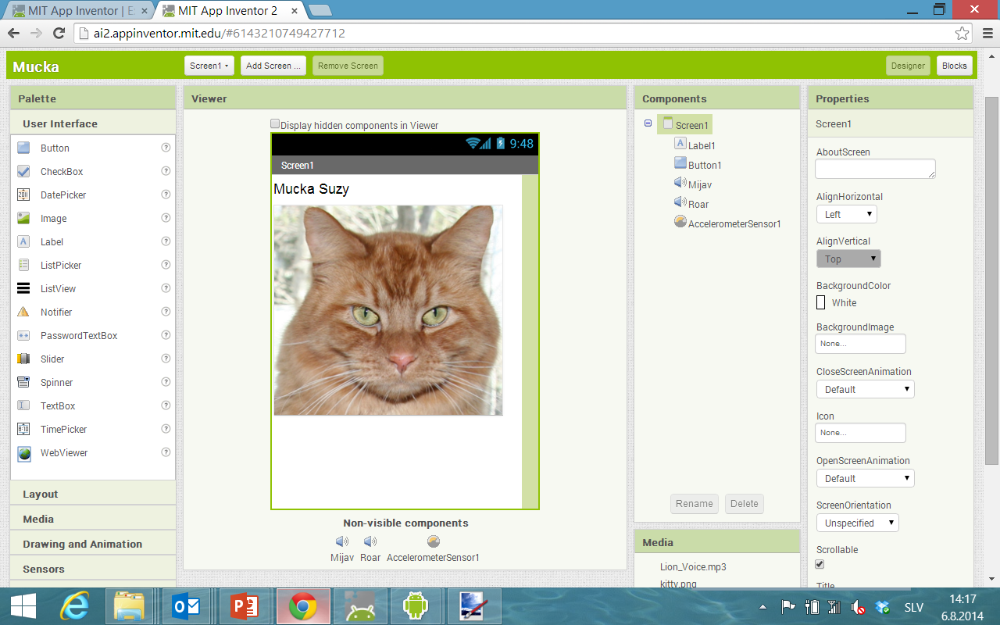 MIT App Inventor | E
MIT App Inventor 2
ai2.appinventor.mit.edu/#6143210749427712
Mucka
Screen1
Add Screen ...
Remove Screen
Designer
Blocks
Palette
User Interface
Button
CheckBox
DatePicker
Image
Label
ListPicker
ListView
Notifier
PasswordTextBox
Slider
Spinner
TextBox
TimePicker
WebViewer
Layout
Media
Drawing and Animation
Sensors
Viewer
Display hidden components in Viewer
9:48
Screen1
Mucka Suzy
Non-visible components
Mijav
Roar
AccelerometerSensor1
Components
Screen1
Label1
Button1
Mijav
Roar
AccelerometerSensor1
Rename
Delete
Media
Lion_Voice.mp3
kitty.png
Properties
Screen1
AboutScreen
AlignHorizontal
Left
AlignVertical
Top
BackgroundColor
White
BackgroundImage
None...
CloseScreenAnimation
Default
Icon
None...
OpenScreenAnimation
Default
ScreenOrientation
Unspecified
Scrollable
Title
SLV
14:17
6.8.2014